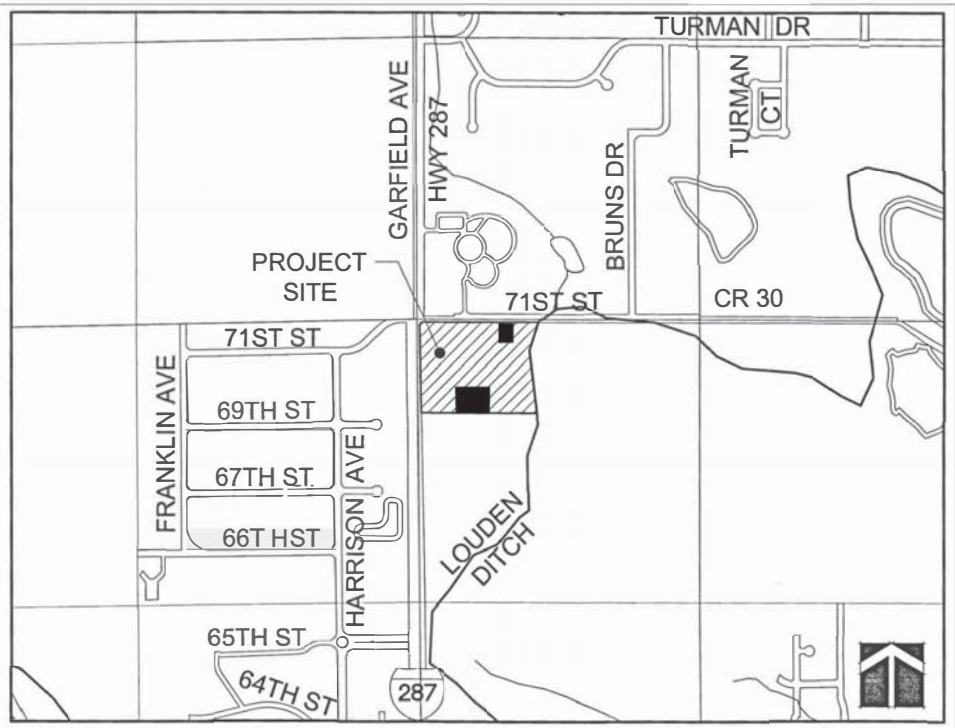 TURMAN DR
GARFIELD AVE
HWY 287
TURMAN
CT
BRUNS DR
PROJECT
SITE
71ST ST
CR 30
71ST ST
FRANKLIN AVE
69TH ST
67TH ST.
HARRISON AVE
66T HST
LOUDEN
DITCH
65TH ST
64TH ST
287